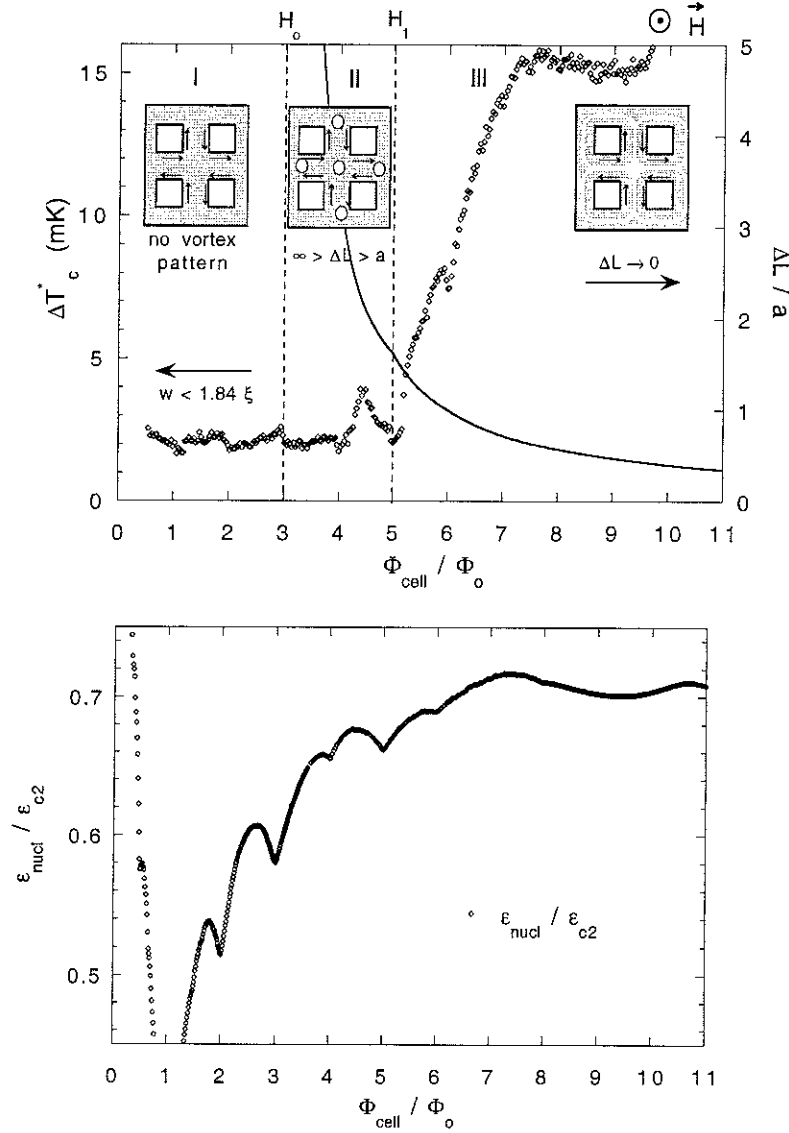 H₀ H₁ ⊙ H⃗
I II III
no vortex
pattern
∞ > ΔL > a
ΔL → 0
w < 1.84 ξ
16
15
10
5
0
ΔT*c (mK)
5
4
3
2
1
0
ΔL / a
0 1 2 3 4 5 6 7 8 9 10 11
Φcell / Φo
0.7
0.6
0.5
εnucl / εc2
εnucl / εc2
0 1 2 3 4 5 6 7 8 9 10 11
Φcell / Φo